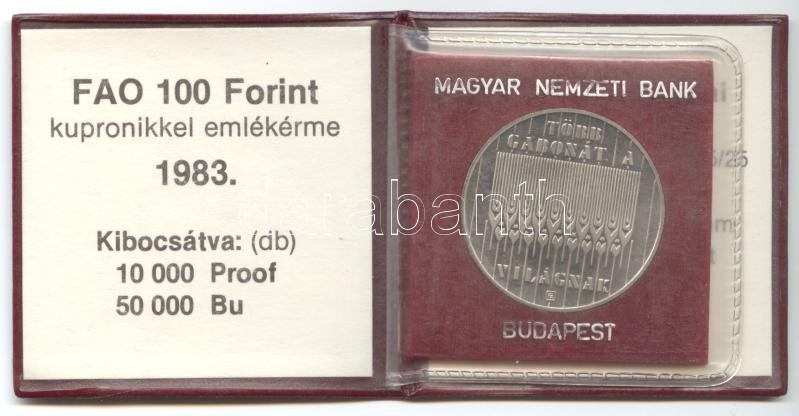 FAO 100 Forint
kupronikkel emlékérme
1983.
Kibocsátva: (db)
10 000 Proof
50 000 Bu
MAGYAR NEMZETI BANK
TÖBB
GABONÁT A
VILÁGNAK
BUDAPEST
darabanth